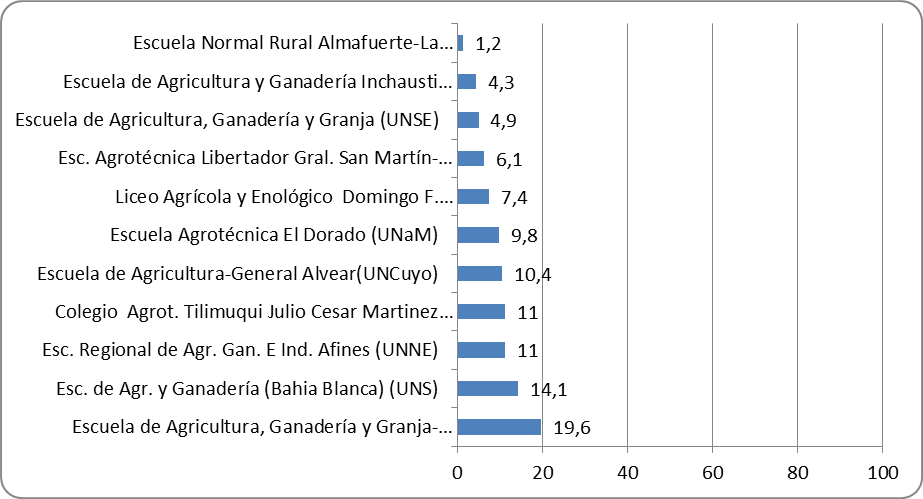 Escuela Normal Rural Almafuerte-La... 1,2
Escuela de Agricultura y Ganadería Inchausti... 4,3
Escuela de Agricultura, Ganadería y Granja (UNSE) 4,9
Esc. Agrotécnica Libertador Gral. San Martín-... 6,1
Liceo Agrícola y Enológico  Domingo F.... 7,4
Escuela Agrotécnica El Dorado (UNaM) 9,8
Escuela de Agricultura-General Alvear(UNCuyo) 10,4
Colegio  Agrot. Tilimuqui Julio Cesar Martinez... 11
Esc. Regional de Agr. Gan. E Ind. Afines (UNNE) 11
Esc. de Agr. y Ganadería (Bahia Blanca) (UNS) 14,1
Escuela de Agricultura, Ganadería y Granja-... 19,6
0 20 40 60 80 100